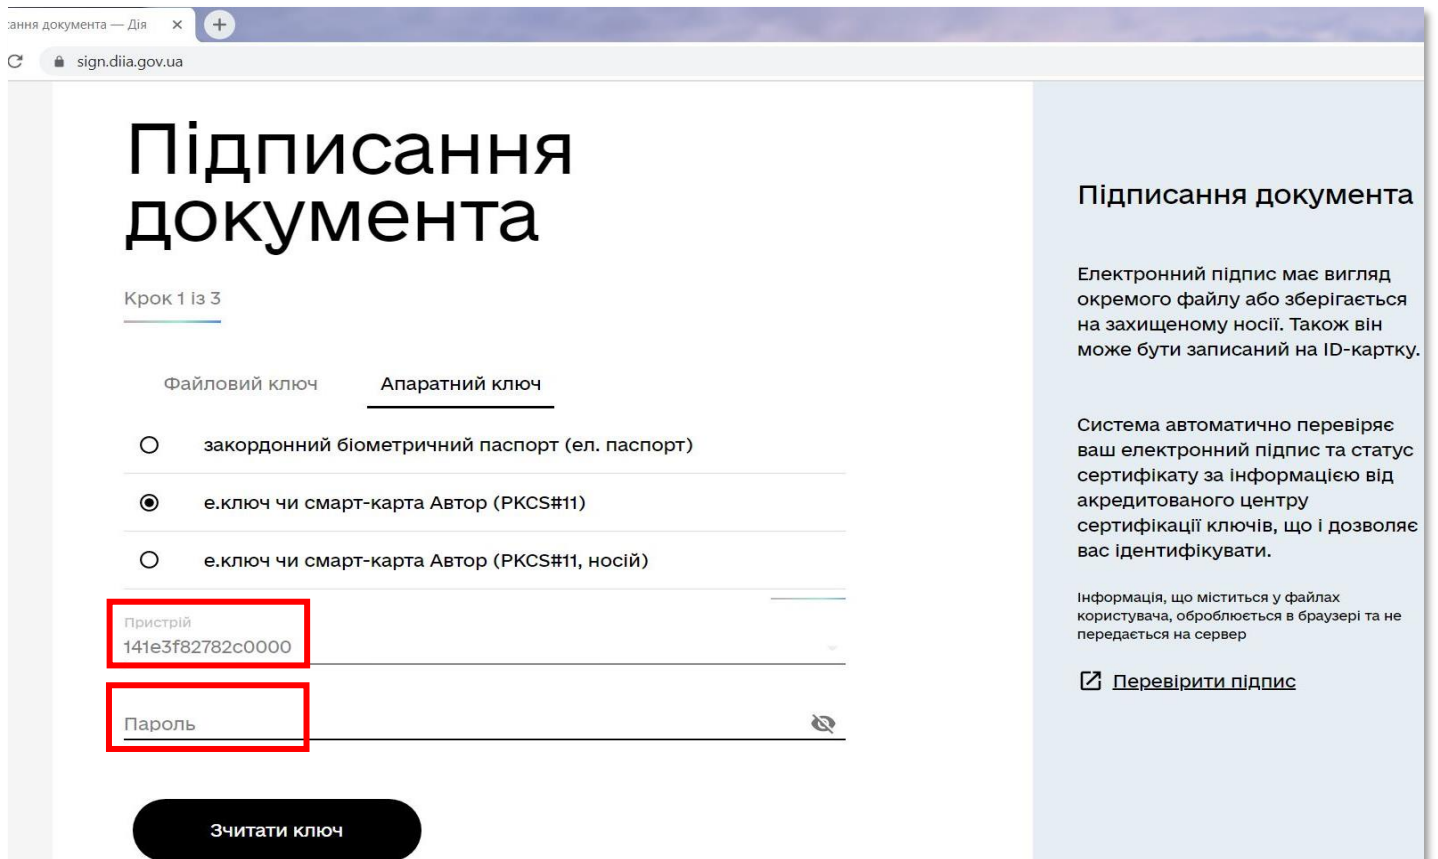 ання документа — Дія
sign.diia.gov.ua
Підписання
документа
Крок 1 із 3
Файловий ключ
Апаратний ключ
закордонний біометричний паспорт (ел. паспорт)
е.ключ чи смарт-карта Автор (PKCS#11)
е.ключ чи смарт-карта Автор (PKCS#11, носій)
Пристрій
141e3f82782c0000
Пароль
Зчитати ключ
Підписання документа
Електронний підпис має вигляд
окремого файлу або зберігається
на захищеному носії. Також він
може бути записаний на ID-картку.
Система автоматично перевіряє
ваш електронний підпис та статус
сертифікату за інформацією від
акредитованого центру
сертифікації ключів, що і дозволяє
вас ідентифікувати.
Інформація, що міститься у файлах
користувача, оброблюється в браузері та не
передається на сервер
Перевірити підпис